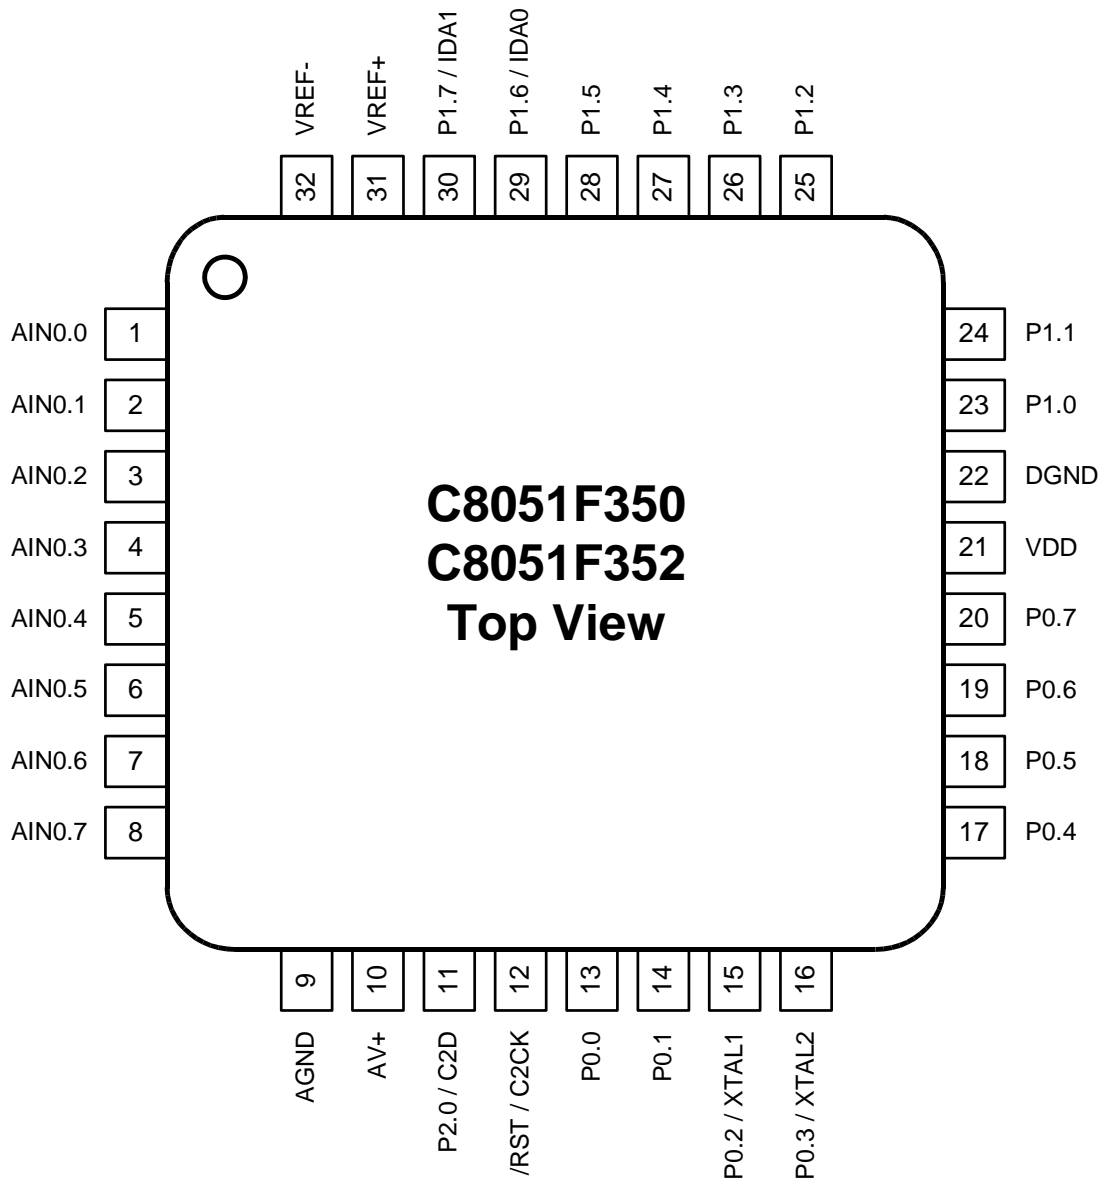 VREF-
VREF+
P1.7 / IDA1
P1.6 / IDA0
P1.5
P1.4
P1.3
P1.2
32
31
30
29
28
27
26
25
AIN0.0 1
AIN0.1 2
AIN0.2 3
AIN0.3 4
AIN0.4 5
AIN0.5 6
AIN0.6 7
AIN0.7 8
C8051F350
C8051F352
Top View
24 P1.1
23 P1.0
22 DGND
21 VDD
20 P0.7
19 P0.6
18 P0.5
17 P0.4
9
10
11
12
13
14
15
16
AGND
AV+
P2.0 / C2D
/RST / C2CK
P0.0
P0.1
P0.2 / XTAL1
P0.3 / XTAL2